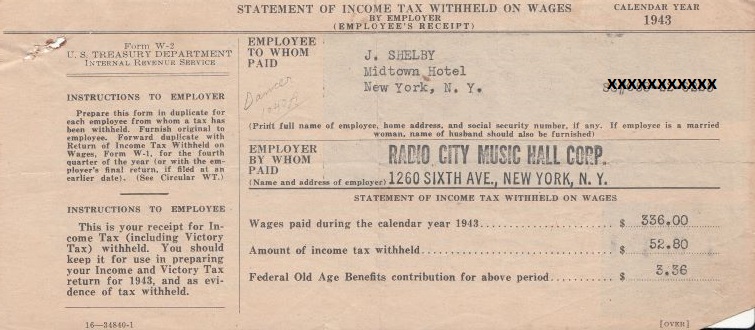 STATEMENT OF INCOME TAX WITHHELD ON WAGES
BY EMPLOYER
(EMPLOYEE'S RECEIPT)
CALENDAR YEAR
1943
Form W-2
U. S. TREASURY DEPARTMENT
INTERNAL REVENUE SERVICE
INSTRUCTIONS TO EMPLOYER
Prepare this form in duplicate for
each employee from whom a tax has
been withheld. Furnish original to
employee. Forward duplicate with
Return of Income Tax Withheld on
Wages, Form W-1, for the fourth
quarter of the year (or with the em-
ployer's final return, if filed at an
earlier date). (See Circular WT.)
INSTRUCTIONS TO EMPLOYEE
This is your receipt for In-
come Tax (including Victory
Tax) withheld. You should
keep it for use in preparing
your Income and Victory Tax
return for 1943, and as evi-
dence of tax withheld.
16—34840-1
EMPLOYEE
TO WHOM
PAID
Dancer
J. SHELBY
Midtown Hotel
New York, N. Y.
XXXXXXXXXXX
(Print full name of employee, home address, and social security number, if any. If employee is a married
woman, name of husband should also be furnished)
EMPLOYER
BY WHOM
PAID
(Name and address of employer)
RADIO CITY MUSIC HALL CORP.
1260 SIXTH AVE., NEW YORK, N. Y.
STATEMENT OF INCOME TAX WITHHELD ON WAGES
Wages paid during the calendar year 1943 $ 336.00
Amount of income tax withheld $ 52.80
Federal Old Age Benefits contribution for above period $ 3.36
[OVER]